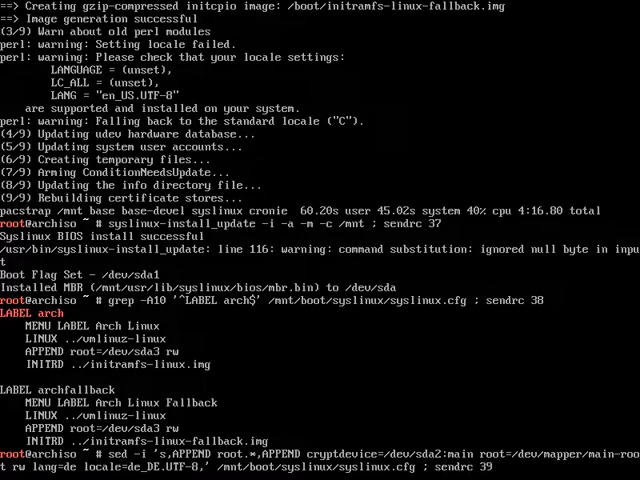 ==> Creating gzip-compressed initcpio image: /boot/initramfs-linux-fallback.img
==> Image generation successful
(3/9) Warn about old perl modules
perl: warning: Setting locale failed.
perl: warning: Please check that your locale settings:
        LANGUAGE = (unset),
        LC_ALL = (unset),
        LANG = "en_US.UTF-8"
    are supported and installed on your system.
perl: warning: Falling back to the standard locale ("C").
(4/9) Updating udev hardware database...
(5/9) Updating system user accounts...
(6/9) Creating temporary files...
(7/9) Arming ConditionNeedsUpdate...
(8/9) Updating the info directory file...
(9/9) Rebuilding certificate stores...
pacstrap /mnt base base-devel syslinux cronie  60.20s user 45.02s system 40% cpu 4:16.80 total
root@archiso ~ # syslinux-install_update -i -a -m -c /mnt ; sendrc 37
Syslinux BIOS install successful
/usr/bin/syslinux-install_update: line 116: warning: command substitution: ignored null byte in inpu
t
Boot Flag Set - /dev/sda1
Installed MBR (/mnt/usr/lib/syslinux/bios/mbr.bin) to /dev/sda
root@archiso ~ # grep -A10 '^LABEL arch$' /mnt/boot/syslinux/syslinux.cfg ; sendrc 38
LABEL arch
    MENU LABEL Arch Linux
    LINUX ../vmlinuz-linux
    APPEND root=/dev/sda3 rw
    INITRD ../initramfs-linux.img

LABEL archfallback
    MENU LABEL Arch Linux Fallback
    LINUX ../vmlinuz-linux
    APPEND root=/dev/sda3 rw
    INITRD ../initramfs-linux-fallback.img
root@archiso ~ # sed -i 's,APPEND root.*,APPEND cryptdevice=/dev/sda2:main root=/dev/mapper/main-roo
t rw lang=de locale=de_DE.UTF-8,' /mnt/boot/syslinux/syslinux.cfg ; sendrc 39